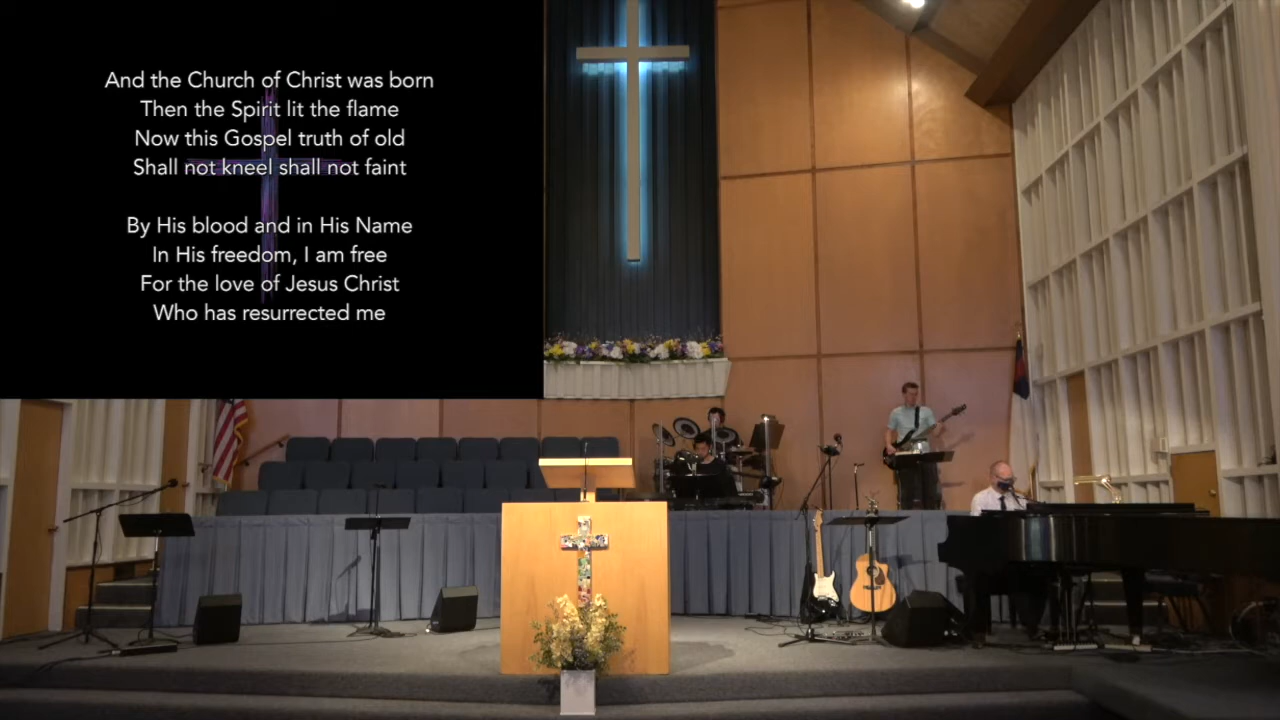 And the Church of Christ was born
Then the Spirit lit the flame
Now this Gospel truth of old
Shall not kneel shall not faint
By His blood and in His Name
In His freedom, I am free
For the love of Jesus Christ
Who has resurrected me